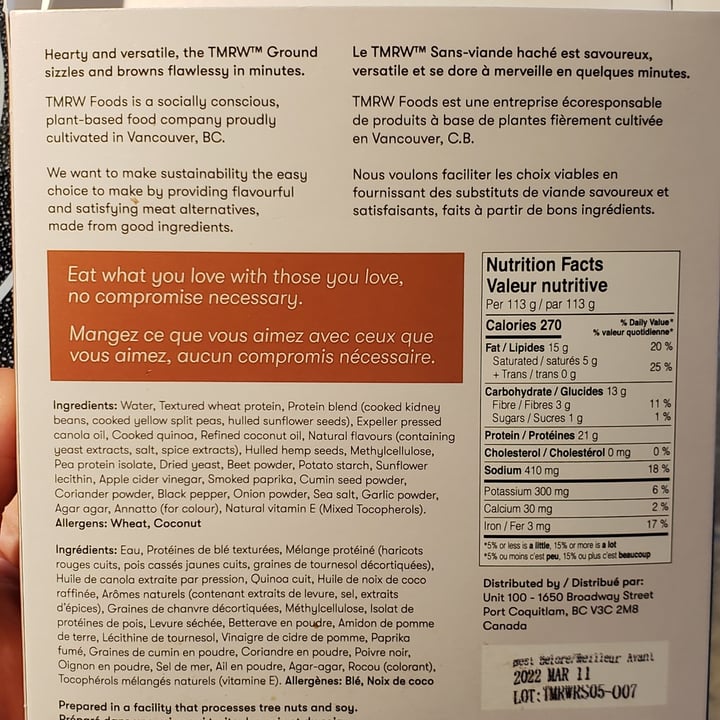 Hearty and versatile, the TMRW™ Ground
sizzles and browns flawlessy in minutes.
TMRW Foods is a socially conscious,
plant-based food company proudly
cultivated in Vancouver, BC.
We want to make sustainability the easy
choice to make by providing flavourful
and satisfying meat alternatives,
made from good ingredients.
Le TMRW™ Sans-viande haché est savoureux,
versatile et se dore à merveille en quelques minutes.
TMRW Foods est une entreprise écoresponsable
de produits à base de plantes fièrement cultivée
en Vancouver, C.B.
Nous voulons faciliter les choix viables en
fournissant des substituts de viande savoureux et
satisfaisants, faits à partir de bons ingrédients.
Eat what you love with those you love,
no compromise necessary.
Mangez ce que vous aimez avec ceux que
vous aimez, aucun compromis nécessaire.
Ingredients: Water, Textured wheat protein, Protein blend (cooked kidney
beans, cooked yellow split peas, hulled sunflower seeds), Expeller pressed
canola oil, Cooked quinoa, Refined coconut oil, Natural flavours (containing
yeast extracts, salt, spice extracts), Hulled hemp seeds, Methylcellulose,
Pea protein isolate, Dried yeast, Beet powder, Potato starch, Sunflower
lecithin, Apple cider vinegar, Smoked paprika, Cumin seed powder,
Coriander powder, Black pepper, Onion powder, Sea salt, Garlic powder,
Agar agar, Annatto (for colour), Natural vitamin E (Mixed Tocopherols).
Allergens: Wheat, Coconut
Ingrédients: Eau, Protéines de blé texturées, Mélange protéiné (haricots
rouges cuits, pois cassés jaunes cuits, graines de tournesol décortiquées),
Huile de canola extraite par pression, Quinoa cuit, Huile de noix de coco
raffinée, Arômes naturels (contenant extraits de levure, sel, extraits
d'épices), Graines de chanvre décortiquées, Méthylcellulose, Isolat de
protéines de pois, Levure séchée, Betterave en poudre, Amidon de pomme
de terre, Lécithine de tournesol, Vinaigre de cidre de pomme, Paprika
fumé, Graines de cumin en poudre, Coriandre en poudre, Poivre noir,
Oignon en poudre, Sel de mer, Ail en poudre, Agar-agar, Rocou (colorant),
Tocophérols mélangés naturels (vitamine E). Allergènes: Blé, Noix de coco
Prepared in a facility that processes tree nuts and soy.
Nutrition Facts
Valeur nutritive
Per 113 g / par 113 g
Calories 270 % Daily Value*
% valeur quotidienne*
Fat / Lipides 15 g 20 %
Saturated / saturés 5 g
+ Trans / trans 0 g 25 %
Carbohydrate / Glucides 13 g
Fibre / Fibres 3 g 11 %
Sugars / Sucres 1 g 1 %
Protein / Protéines 21 g
Cholesterol / Cholestérol 0 mg 0 %
Sodium 410 mg 18 %
Potassium 300 mg 6 %
Calcium 30 mg 2 %
Iron / Fer 3 mg 17 %
*5% or less is a little, 15% or more is a lot
*5% ou moins c'est peu, 15% ou plus c'est beaucoup
Distributed by / Distribué par:
Unit 100 - 1650 Broadway Street
Port Coquitlam, BC V3C 2M8
Canada
Best Before/Meilleur Avant
2022 MAR 11
LOT:TMRWRS05-007